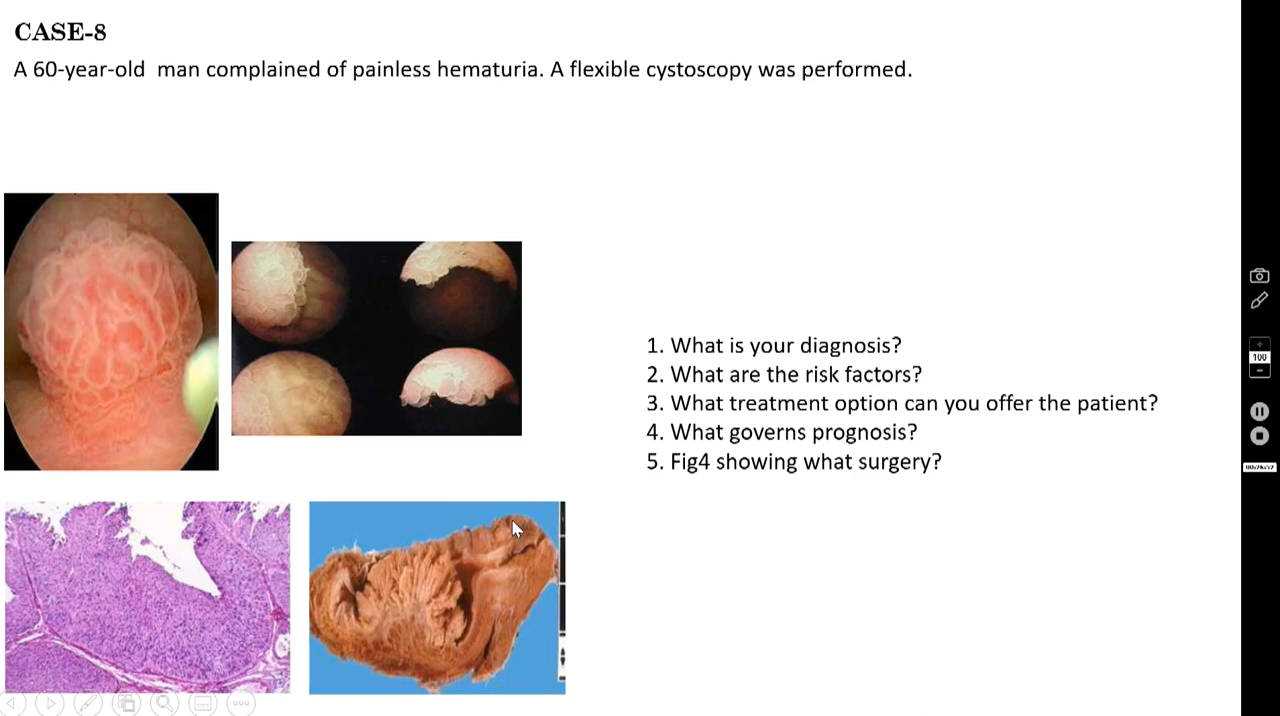 CASE-8
A 60-year-old man complained of painless hematuria. A flexible cystoscopy was performed.
1. What is your diagnosis?
2. What are the risk factors?
3. What treatment option can you offer the patient?
4. What governs prognosis?
5. Fig4 showing what surgery?
100